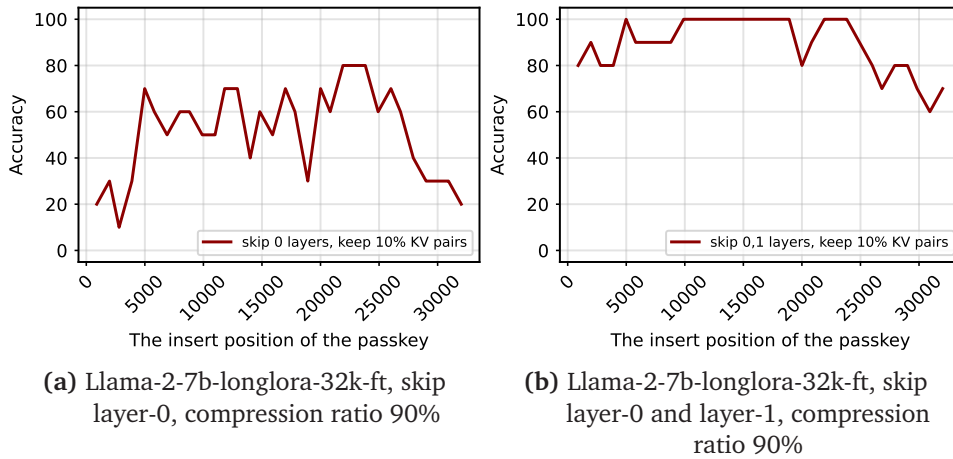 100
80
60
40
20
0
Accuracy
skip 0 layers, keep 10% KV pairs
0
5000
10000
15000
20000
25000
30000
The insert position of the passkey
(a) Llama-2-7b-longlora-32k-ft, skip
layer-0, compression ratio 90%
100
80
60
40
20
0
Accuracy
skip 0,1 layers, keep 10% KV pairs
0
5000
10000
15000
20000
25000
30000
The insert position of the passkey
(b) Llama-2-7b-longlora-32k-ft, skip
layer-0 and layer-1, compression
ratio 90%